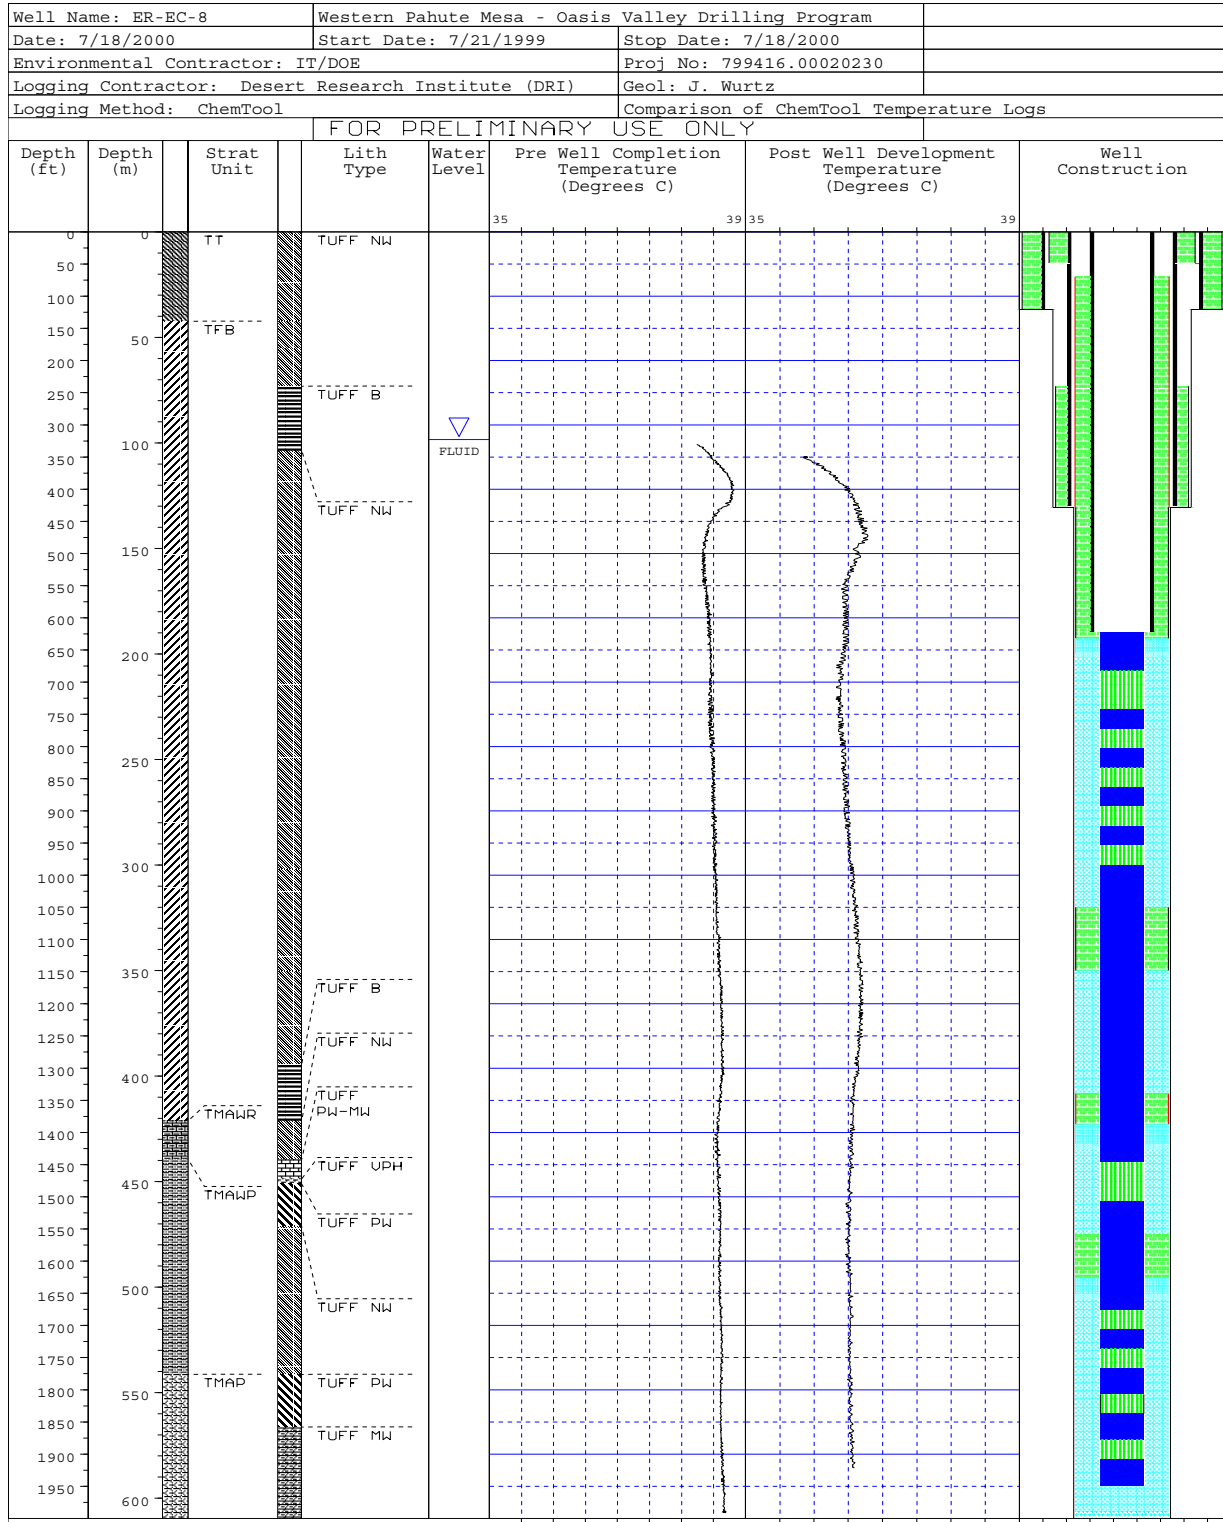 Well Name: ER-EC-8 Western Pahute Mesa - Oasis Valley Drilling Program
Date: 7/18/2000 Start Date: 7/21/1999 Stop Date: 7/18/2000
Environmental Contractor: IT/DOE Proj No: 799416.00020230
Logging Contractor: Desert Research Institute (DRI) Geol: J. Wurtz
Logging Method: ChemTool Comparison of ChemTool Temperature Logs
FOR PRELIMINARY USE ONLY
Depth Depth Strat Lith Water Pre Well Completion Post Well Development Well
(ft) (m) Unit Type Level Temperature Temperature Construction
(Degrees C) (Degrees C)
35 39 35 39
0 0 TT TUFF NW
50
100
150 TFB
50
200
250 TUFF B
300
100 FLUID
350
400
TUFF NW
450
150
500
550
600
650 200
700
750
800 250
850
900
950
300
1000
1050
1100
1150 350
TUFF B
1200
1250 TUFF NW
1300 400
1350 TUFF
TMAWR PW-MW
1400
1450 TUFF VPH
450
1500 TMAWP
TUFF PW
1550
1600
500
1650 TUFF NW
1700
1750
TMAP TUFF PW
1800 550
1850 TUFF MW
1900
1950 600